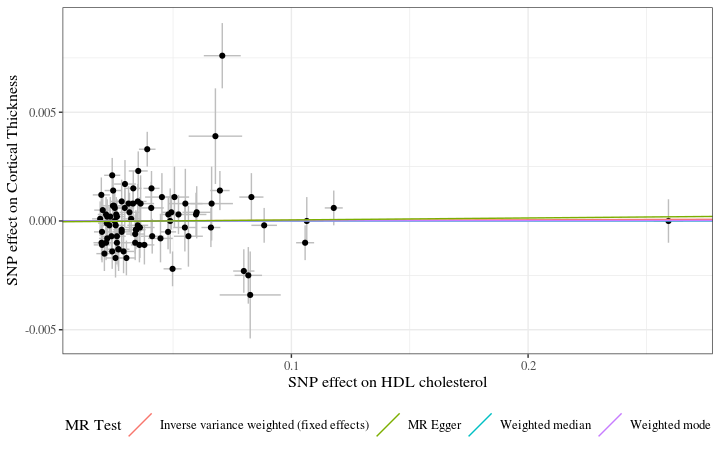 SNP effect on Cortical Thickness
0.005
0.000
-0.005
0.1
0.2
SNP effect on HDL cholesterol
MR Test
Inverse variance weighted (fixed effects)
MR Egger
Weighted median
Weighted mode